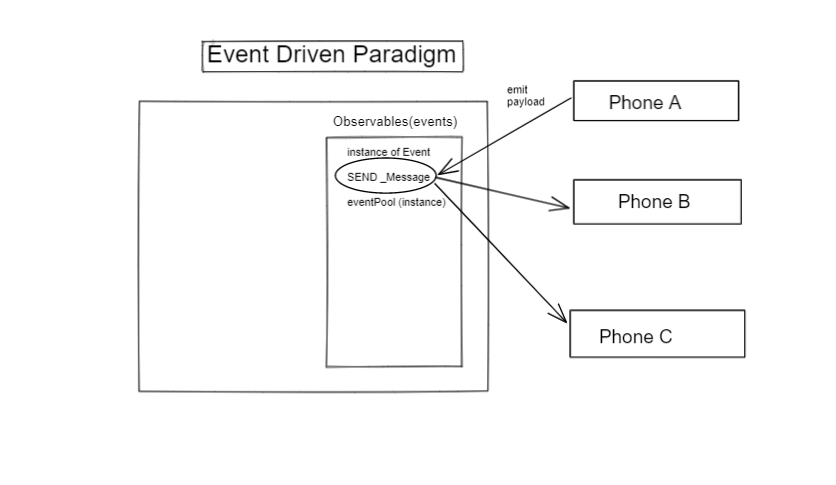 Event Driven Paradigm
emit
payload
Phone A
Observables(events)
instance of Event
SEND _Message
eventPool (instance)
Phone B
Phone C